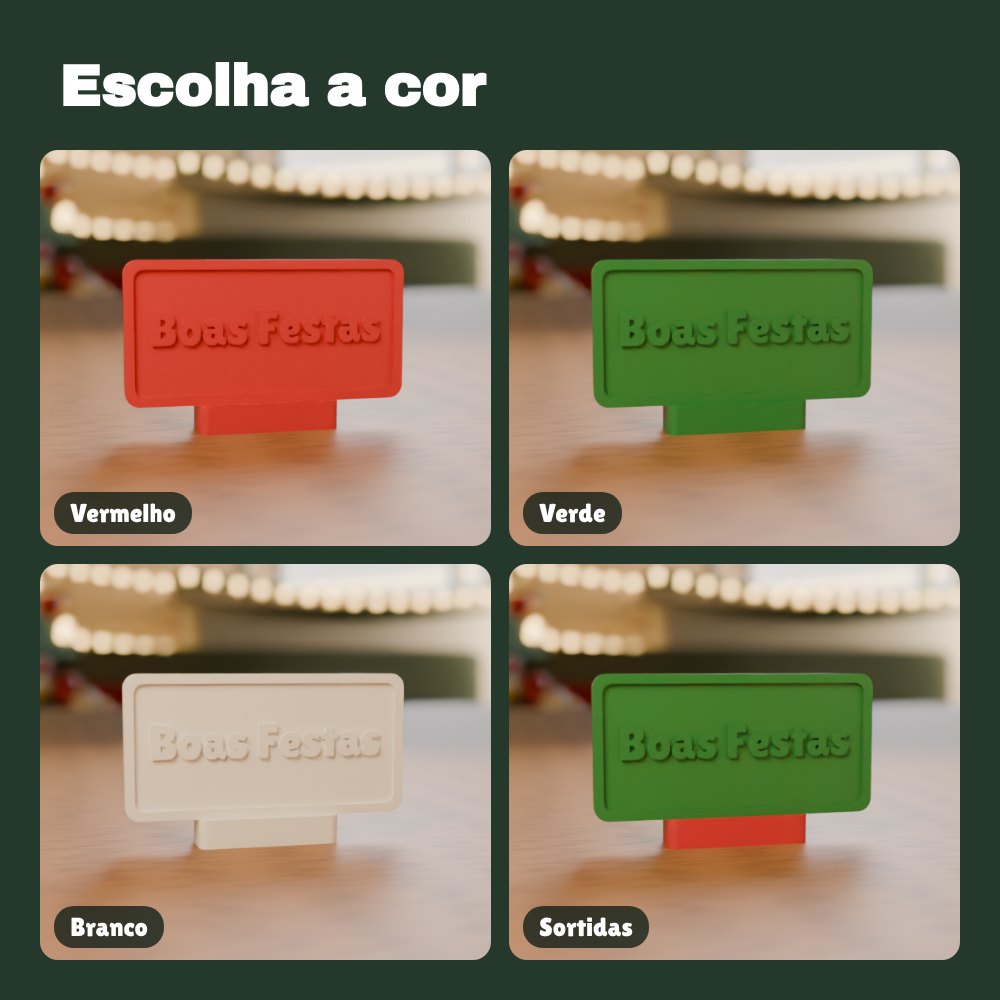 Escolha a cor
Boas Festas
Boas Festas
Vermelho
Verde
Boas Festas
Boas Festas
Branco
Sortidas